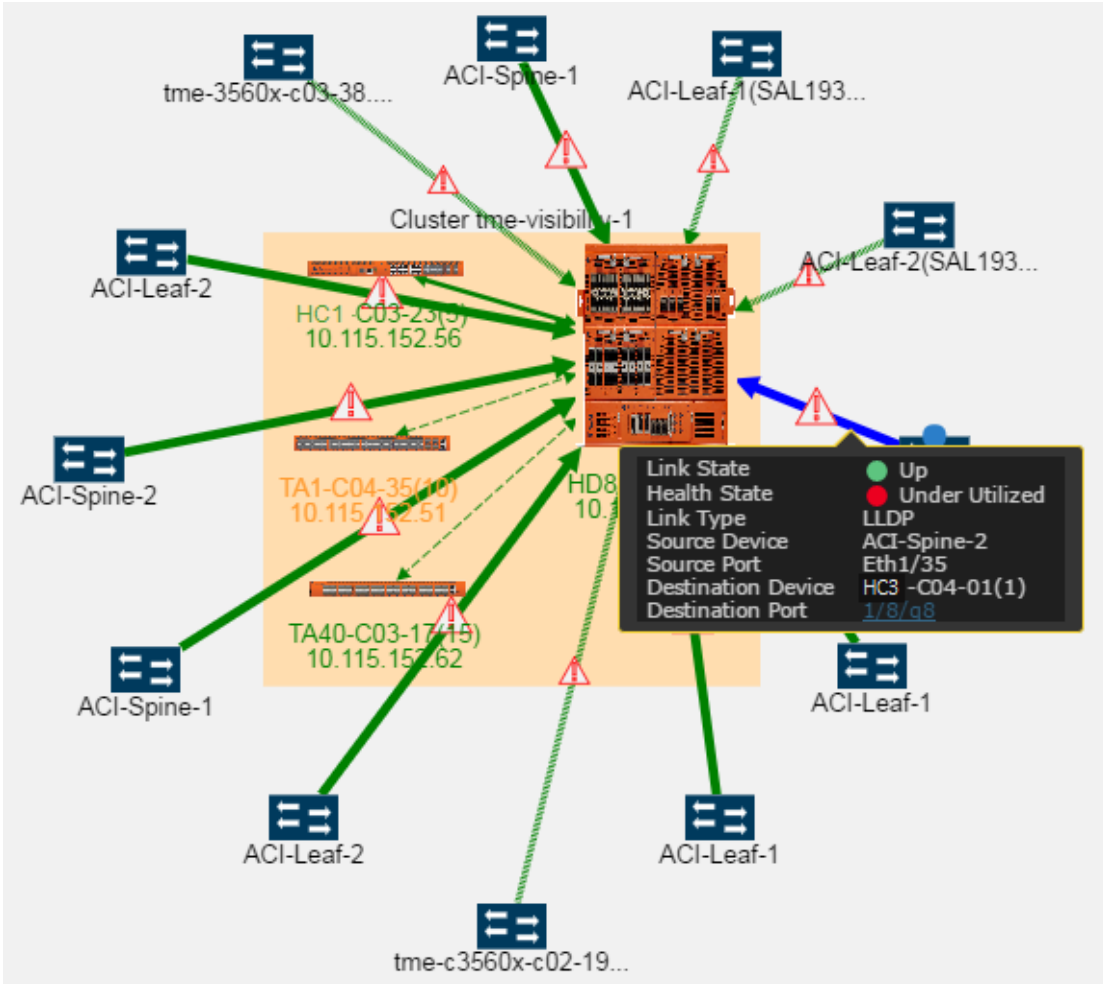 ACI-Spine-1
tme-3560x-c03-38....
ACI-Leaf-1(SAL193...
Cluster tme-visibility-1
ACI-Leaf-2(SAL193...
ACI-Leaf-2
HC1 -C03-23(5)
10.115.152.56
ACI-Spine-2
TA1-C04-35(10)
10.115.152.51
HD8
10.1
Link State Up
Health State Under Utilized
Link Type LLDP
Source Device ACI-Spine-2
Source Port Eth1/35
Destination Device HC3 -C04-01(1)
Destination Port 1/8/q8
TA40-C03-17(15)
10.115.152.62
ACI-Spine-1
ACI-Leaf-1
ACI-Leaf-2
ACI-Leaf-1
tme-c3560x-c02-19...